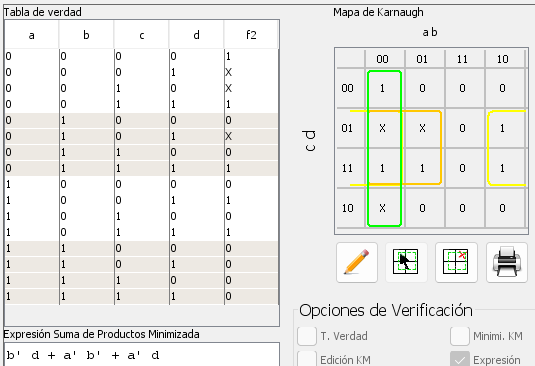 Tabla de verdad
a b c d f2
0 0 0 0 1
0 0 0 1 X
0 0 1 0 X
0 0 1 1 1
0 1 0 0 0
0 1 0 1 X
0 1 1 0 0
0 1 1 1 1
1 0 0 0 0
1 0 0 1 1
1 0 1 0 0
1 0 1 1 1
1 1 0 0 0
1 1 0 1 0
1 1 1 0 0
1 1 1 1 0
Expresión Suma de Productos Minimizada
b' d + a' b' + a' d
Mapa de Karnaugh
a b
00 01 11 10
c d
00 1 0 0 0
01 X X 0 1
11 1 1 0 1
10 X 0 0 0
Opciones de Verificación
T. Verdad Minimi. KM
Edición KM Expresión